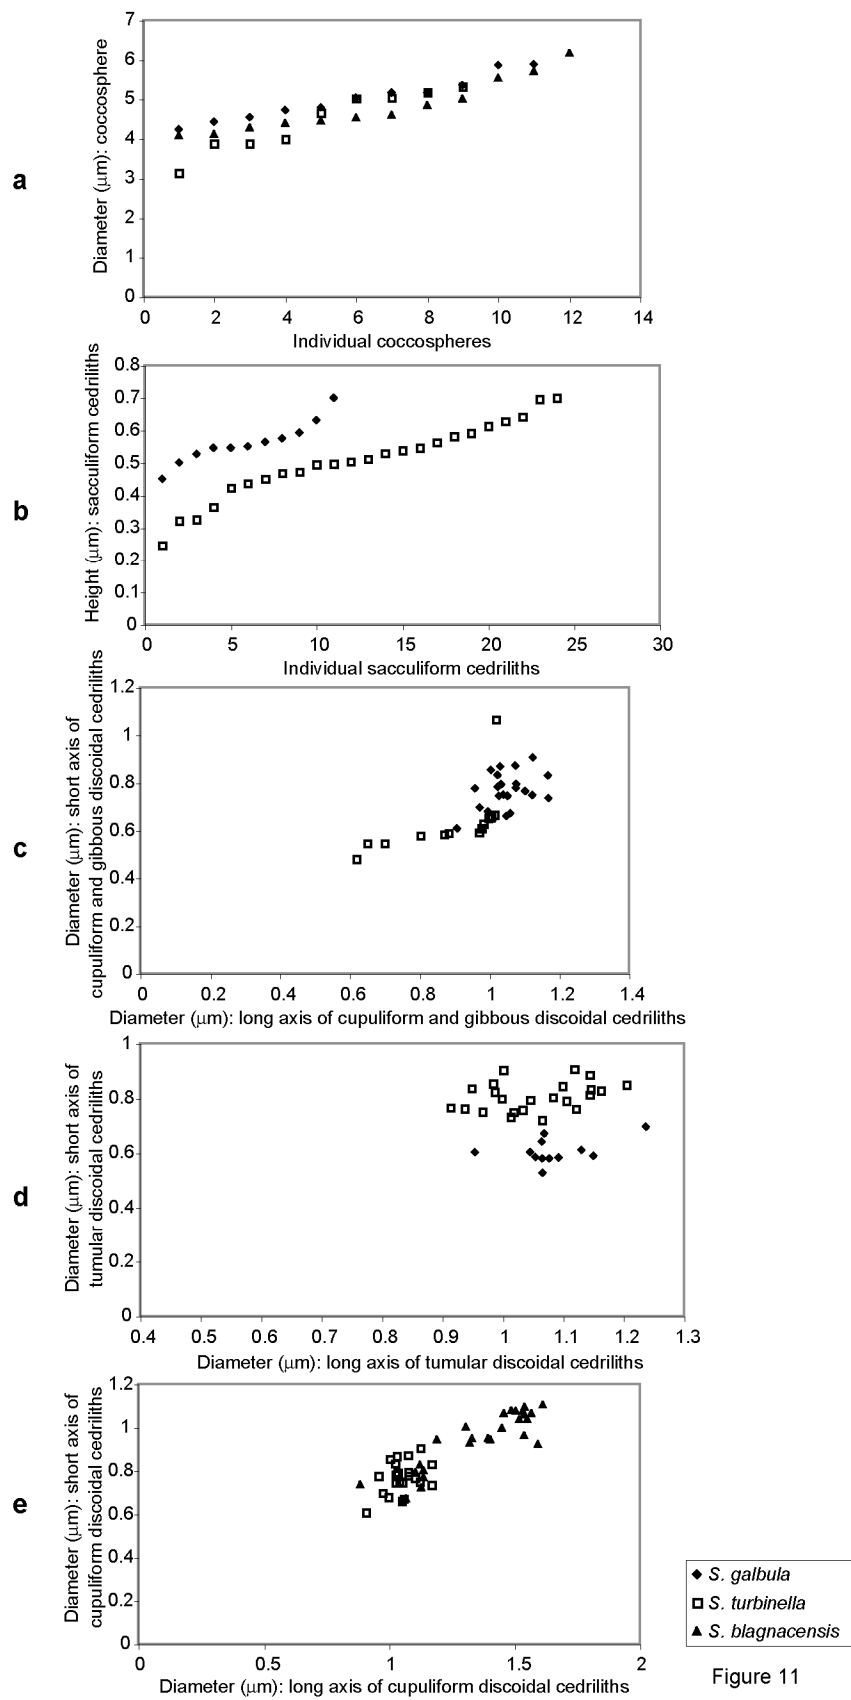 a
Diameter (μm): coccosphere
7
6
5
4
3
2
1
0
0 2 4 6 8 10 12 14
Individual coccospheres
b
Height (μm): sacculiform cedriliths
0.8
0.7
0.6
0.5
0.4
0.3
0.2
0.1
0
0 5 10 15 20 25 30
Individual sacculiform cedriliths
c
Diameter (μm): short axis of
cupuliform and gibbous discoidal cedriliths
1.2
1
0.8
0.6
0.4
0.2
0
0 0.2 0.4 0.6 0.8 1 1.2 1.4
Diameter (μm): long axis of cupuliform and gibbous discoidal cedriliths
d
Diameter (μm): short axis of
tumular discoidal cedriliths
1
0.8
0.6
0.4
0.2
0
0.4 0.5 0.6 0.7 0.8 0.9 1 1.1 1.2 1.3
Diameter (μm): long axis of tumular discoidal cedriliths
e
Diameter (μm): short axis of
cupuliform discoidal cedriliths
1.2
1
0.8
0.6
0.4
0.2
0
0 0.5 1 1.5 2
Diameter (μm): long axis of cupuliform discoidal cedriliths
S. galbula
S. turbinella
S. blagnacensis
Figure 11